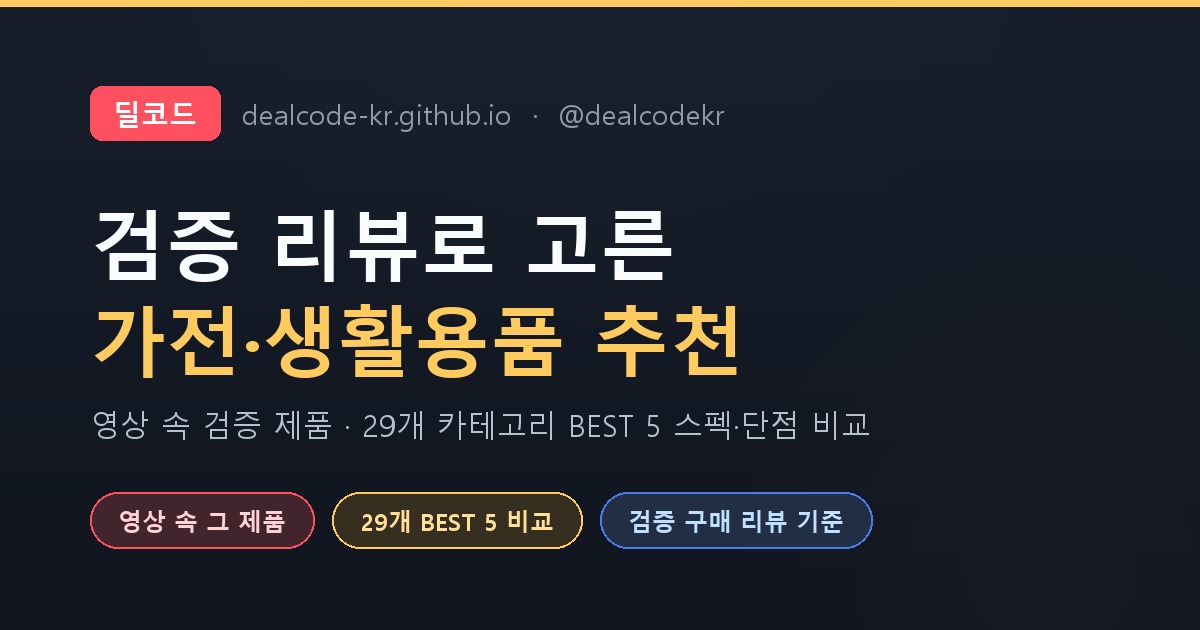 딜코드 dealcode-kr.github.io · @dealcodekr
검증 리뷰로 고른
가전·생활용품 추천
영상 속 검증 제품 · 29개 카테고리 BEST 5 스펙·단점 비교
영상 속 그 제품 29개 BEST 5 비교 검증 구매 리뷰 기준